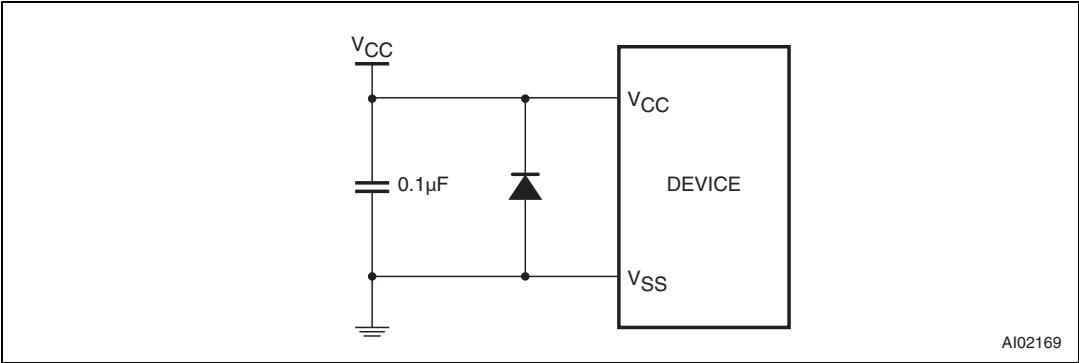 VCC
VCC
0.1µF
DEVICE
VSS
AI02169